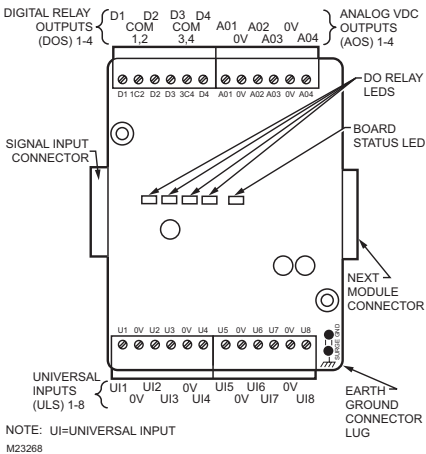 DIGITAL RELAY
OUTPUTS
(DOS) 1-4
D1 D2 D3 D4
COM COM
1,2 3,4
A01 A02 0V
0V A03 A04
ANALOG VDC
OUTPUTS
(AOS) 1-4
D1 1C2 D2 D3 3C4 D4 A01 0V A02 A03 0V A04
DO RELAY
LEDS
BOARD
STATUS LED
SIGNAL INPUT
CONNECTOR
NEXT
MODULE
CONNECTOR
U1 0V U2 U3 0V U4 U5 0V U6 U7 0V U8
SURGE GND
UNIVERSAL
INPUTS
(ULS) 1-8
UI1 UI2 0V UI5 UI6 0V
0V UI3 UI4 0V UI7 UI8
EARTH
GROUND
CONNECTOR
LUG
NOTE: UI=UNIVERSAL INPUT
M23268